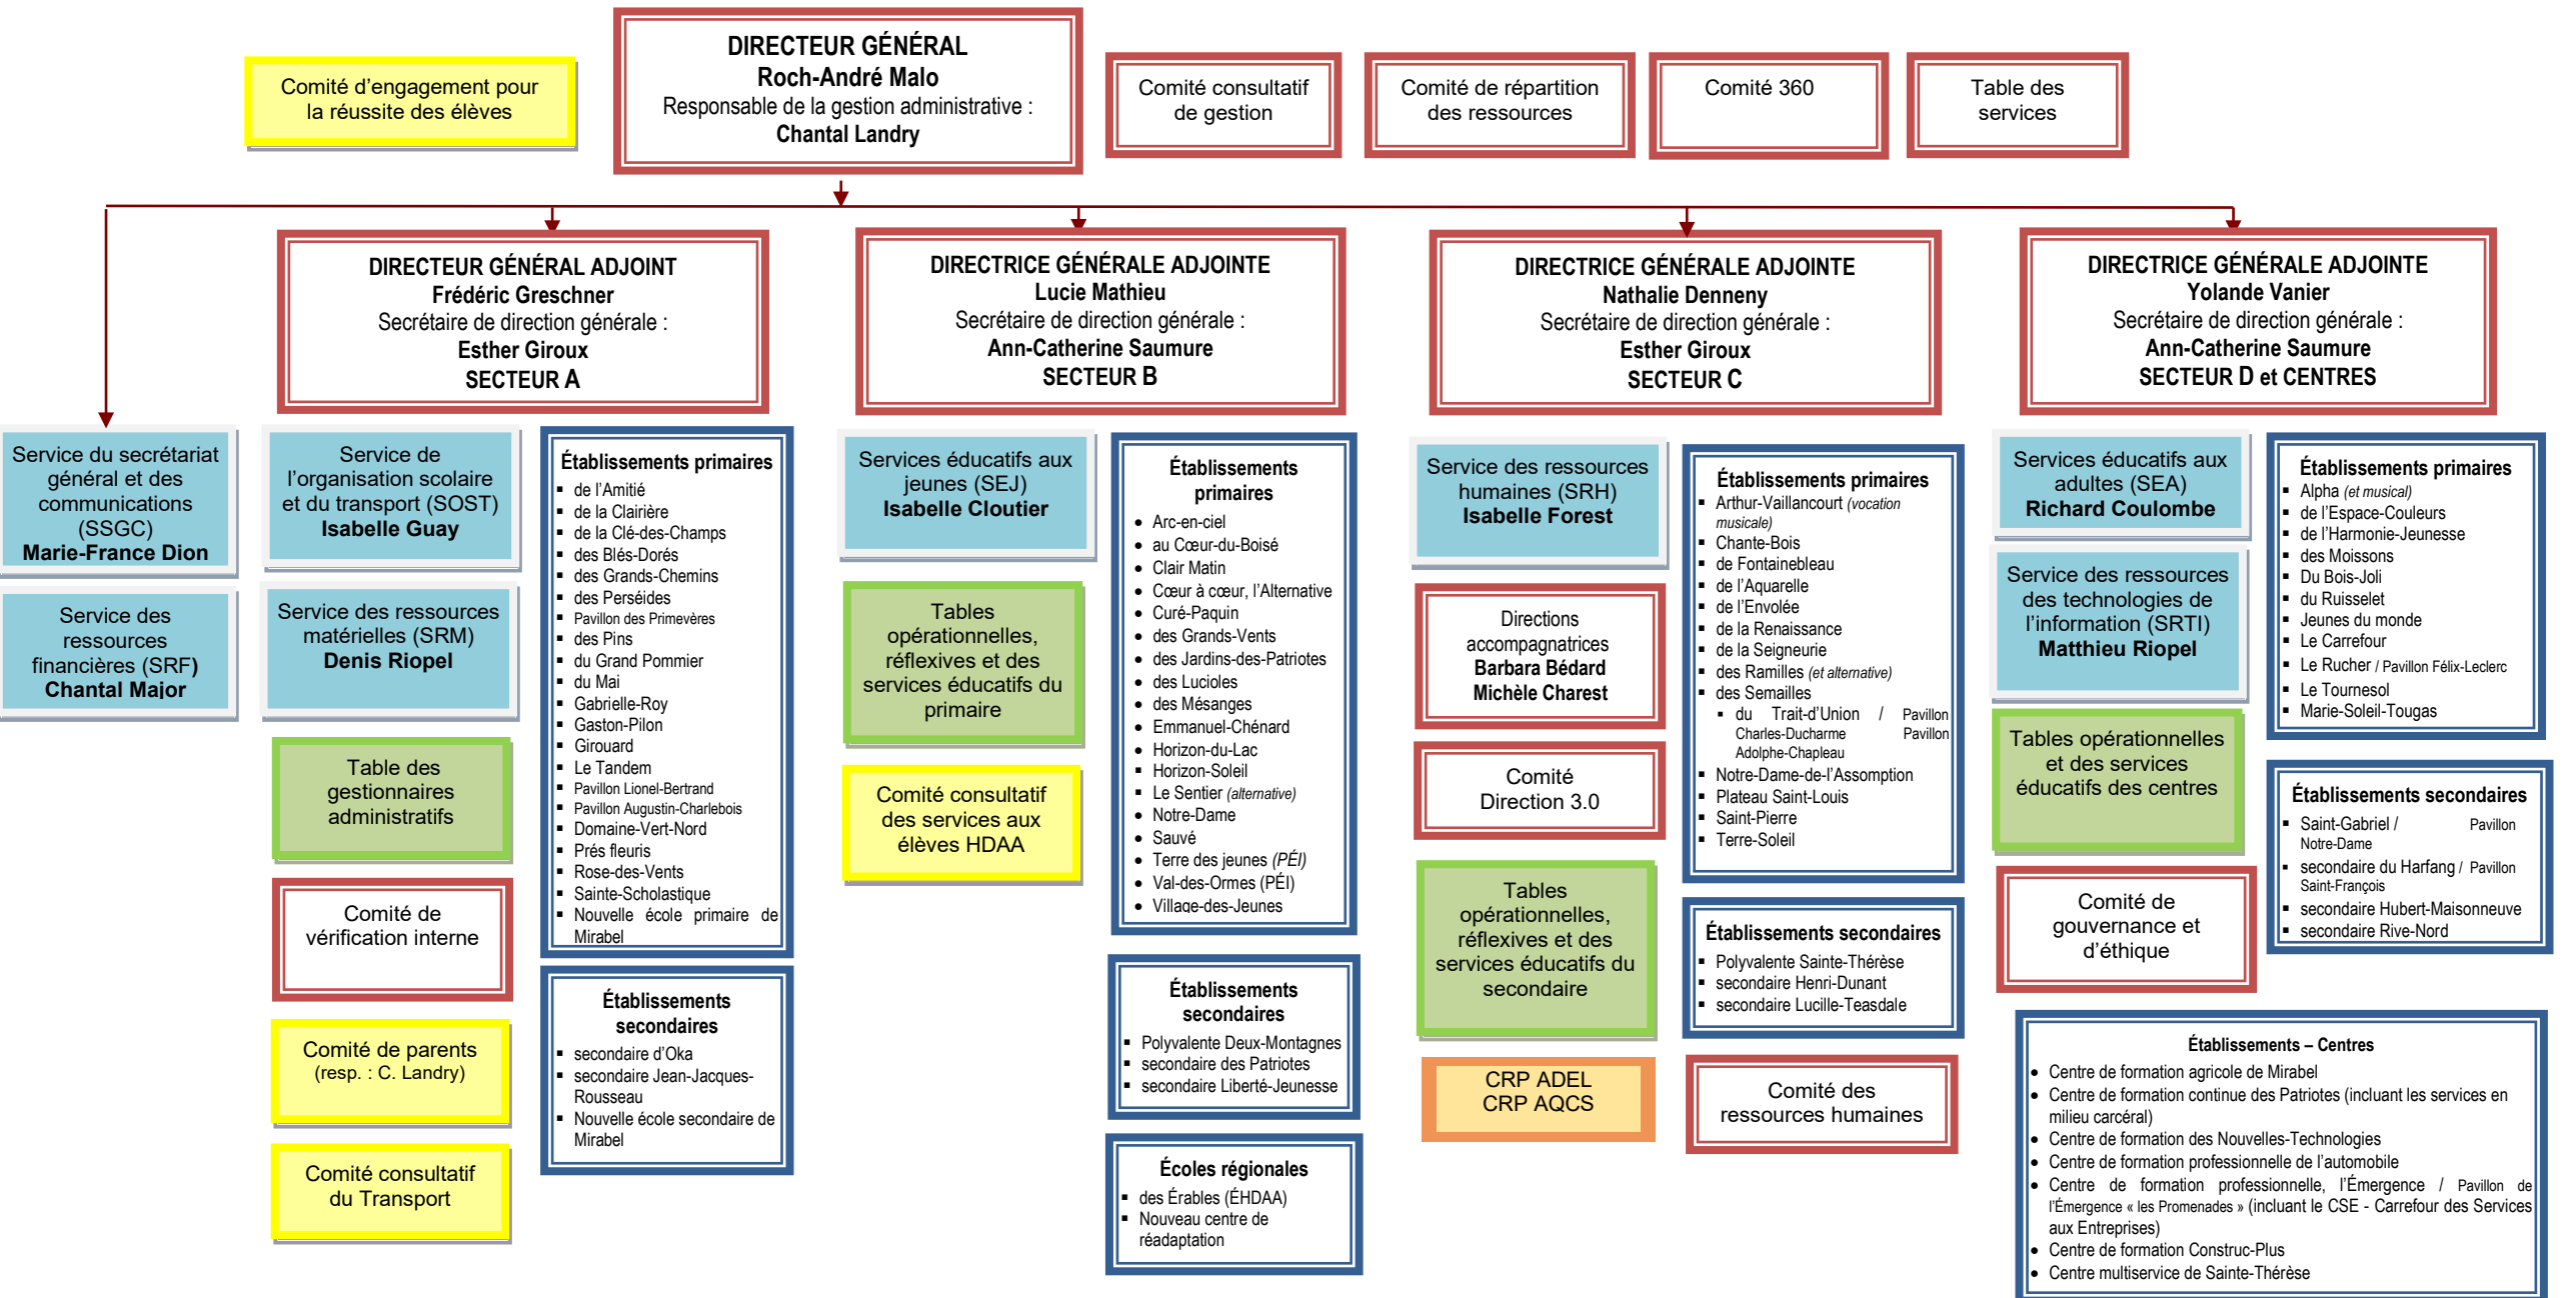 Comité d'engagement pour
la réussite des élèves
DIRECTEUR GÉNÉRAL
Roch-André Malo
Responsable de la gestion administrative :
Chantal Landry
Comité consultatif
de gestion
Comité de répartition
des ressources
Comité 360
Table des
services
DIRECTEUR GÉNÉRAL ADJOINT
Frédéric Greschner
Secrétaire de direction générale :
Esther Giroux
SECTEUR A
DIRECTRICE GÉNÉRALE ADJOINTE
Lucie Mathieu
Secrétaire de direction générale :
Ann-Catherine Saumure
SECTEUR B
DIRECTRICE GÉNÉRALE ADJOINTE
Nathalie Denneny
Secrétaire de direction générale :
Esther Giroux
SECTEUR C
DIRECTRICE GÉNÉRALE ADJOINTE
Yolande Vanier
Secrétaire de direction générale :
Ann-Catherine Saumure
SECTEUR D et CENTRES
Service du secrétariat
général et des
communications
(SSGC)
Marie-France Dion
Service des
ressources
financières (SRF)
Chantal Major
Service de
l'organisation scolaire
et du transport (SOST)
Isabelle Guay
Service des ressources
matérielles (SRM)
Denis Riopel
Table des
gestionnaires
administratifs
Comité de
vérification interne
Comité de parents
(resp. : C. Landry)
Comité consultatif
du Transport
Établissements primaires
▪ de l'Amitié
▪ de la Clairière
▪ de la Clé-des-Champs
▪ des Blés-Dorés
▪ des Grands-Chemins
▪ des Perséides
▪ Pavillon des Primevères
▪ des Pins
▪ du Grand Pommier
▪ du Mai
▪ Gabrielle-Roy
▪ Gaston-Pilon
▪ Girouard
▪ Le Tandem
▪ Pavillon Lionel-Bertrand
▪ Pavillon Augustin-Charlebois
▪ Domaine-Vert-Nord
▪ Prés fleuris
▪ Rose-des-Vents
▪ Sainte-Scholastique
▪ Nouvelle école primaire de
Mirabel
Établissements
secondaires
▪ secondaire d'Oka
▪ secondaire Jean-Jacques-
Rousseau
▪ Nouvelle école secondaire de
Mirabel
Services éducatifs aux
jeunes (SEJ)
Isabelle Cloutier
Tables
opérationnelles,
réflexives et des
services éducatifs du
primaire
Comité consultatif
des services aux
élèves HDAA
Établissements
primaires
• Arc-en-ciel
• au Cœur-du-Boisé
• Clair Matin
• Cœur à cœur, l'Alternative
• Curé-Paquin
• des Grands-Vents
• des Jardins-des-Patriotes
• des Lucioles
• des Mésanges
• Emmanuel-Chénard
• Horizon-du-Lac
▪ Horizon-Soleil
▪ Le Sentier (alternative)
• Notre-Dame
• Sauvé
• Terre des jeunes (PÉI)
• Val-des-Ormes (PÉI)
• Village-des-Jeunes
Établissements
secondaires
▪ Polyvalente Deux-Montagnes
▪ secondaire des Patriotes
▪ secondaire Liberté-Jeunesse
Écoles régionales
▪ des Érables (ÉHDAA)
▪ Nouveau centre de
réadaptation
Service des ressources
humaines (SRH)
Isabelle Forest
Directions
accompagnatrices
Barbara Bédard
Michèle Charest
Comité
Direction 3.0
Tables
opérationnelles,
réflexives et des
services éducatifs du
secondaire
CRP ADEL
CRP AQCS
Établissements primaires
▪ Arthur-Vaillancourt (vocation
musicale)
▪ Chante-Bois
▪ de Fontainebleau
▪ de l'Aquarelle
▪ de l'Envolée
▪ de la Renaissance
▪ de la Seigneurie
▪ des Ramilles (et alternative)
▪ des Semailles
▪ du Trait-d'Union / Pavillon
Charles-Ducharme Pavillon
Adolphe-Chapleau
▪ Notre-Dame-de-l'Assomption
▪ Plateau Saint-Louis
▪ Saint-Pierre
▪ Terre-Soleil
Établissements secondaires
▪ Polyvalente Sainte-Thérèse
▪ secondaire Henri-Dunant
▪ secondaire Lucille-Teasdale
Comité des
ressources humaines
Services éducatifs aux
adultes (SEA)
Richard Coulombe
Service des ressources
des technologies de
l'information (SRTI)
Matthieu Riopel
Tables opérationnelles
et des services
éducatifs des centres
Comité de
gouvernance et
d'éthique
Établissements primaires
▪ Alpha (et musical)
▪ de l'Espace-Couleurs
▪ de l'Harmonie-Jeunesse
▪ des Moissons
▪ Du Bois-Joli
▪ du Ruisselet
▪ Jeunes du monde
▪ Le Carrefour
▪ Le Rucher / Pavillon Félix-Leclerc
▪ Le Tournesol
▪ Marie-Soleil-Tougas
Établissements secondaires
▪ Saint-Gabriel / Pavillon
Notre-Dame
▪ secondaire du Harfang / Pavillon
Saint-François
▪ secondaire Hubert-Maisonneuve
▪ secondaire Rive-Nord
Établissements – Centres
• Centre de formation agricole de Mirabel
• Centre de formation continue des Patriotes (incluant les services en
milieu carcéral)
• Centre de formation des Nouvelles-Technologies
• Centre de formation professionnelle de l'automobile
• Centre de formation professionnelle, l'Émergence / Pavillon de
l'Émergence « les Promenades » (incluant le CSE - Carrefour des Services
aux Entreprises)
• Centre de formation Construc-Plus
• Centre multiservice de Sainte-Thérèse